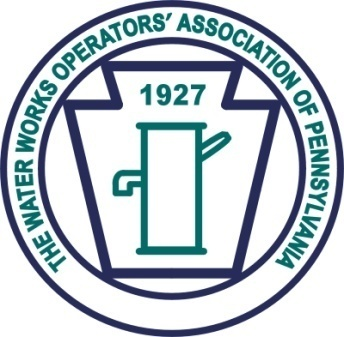 THE WATER WORKS OPERATORS' ASSOCIATION OF PENNSYLVANIA
1927